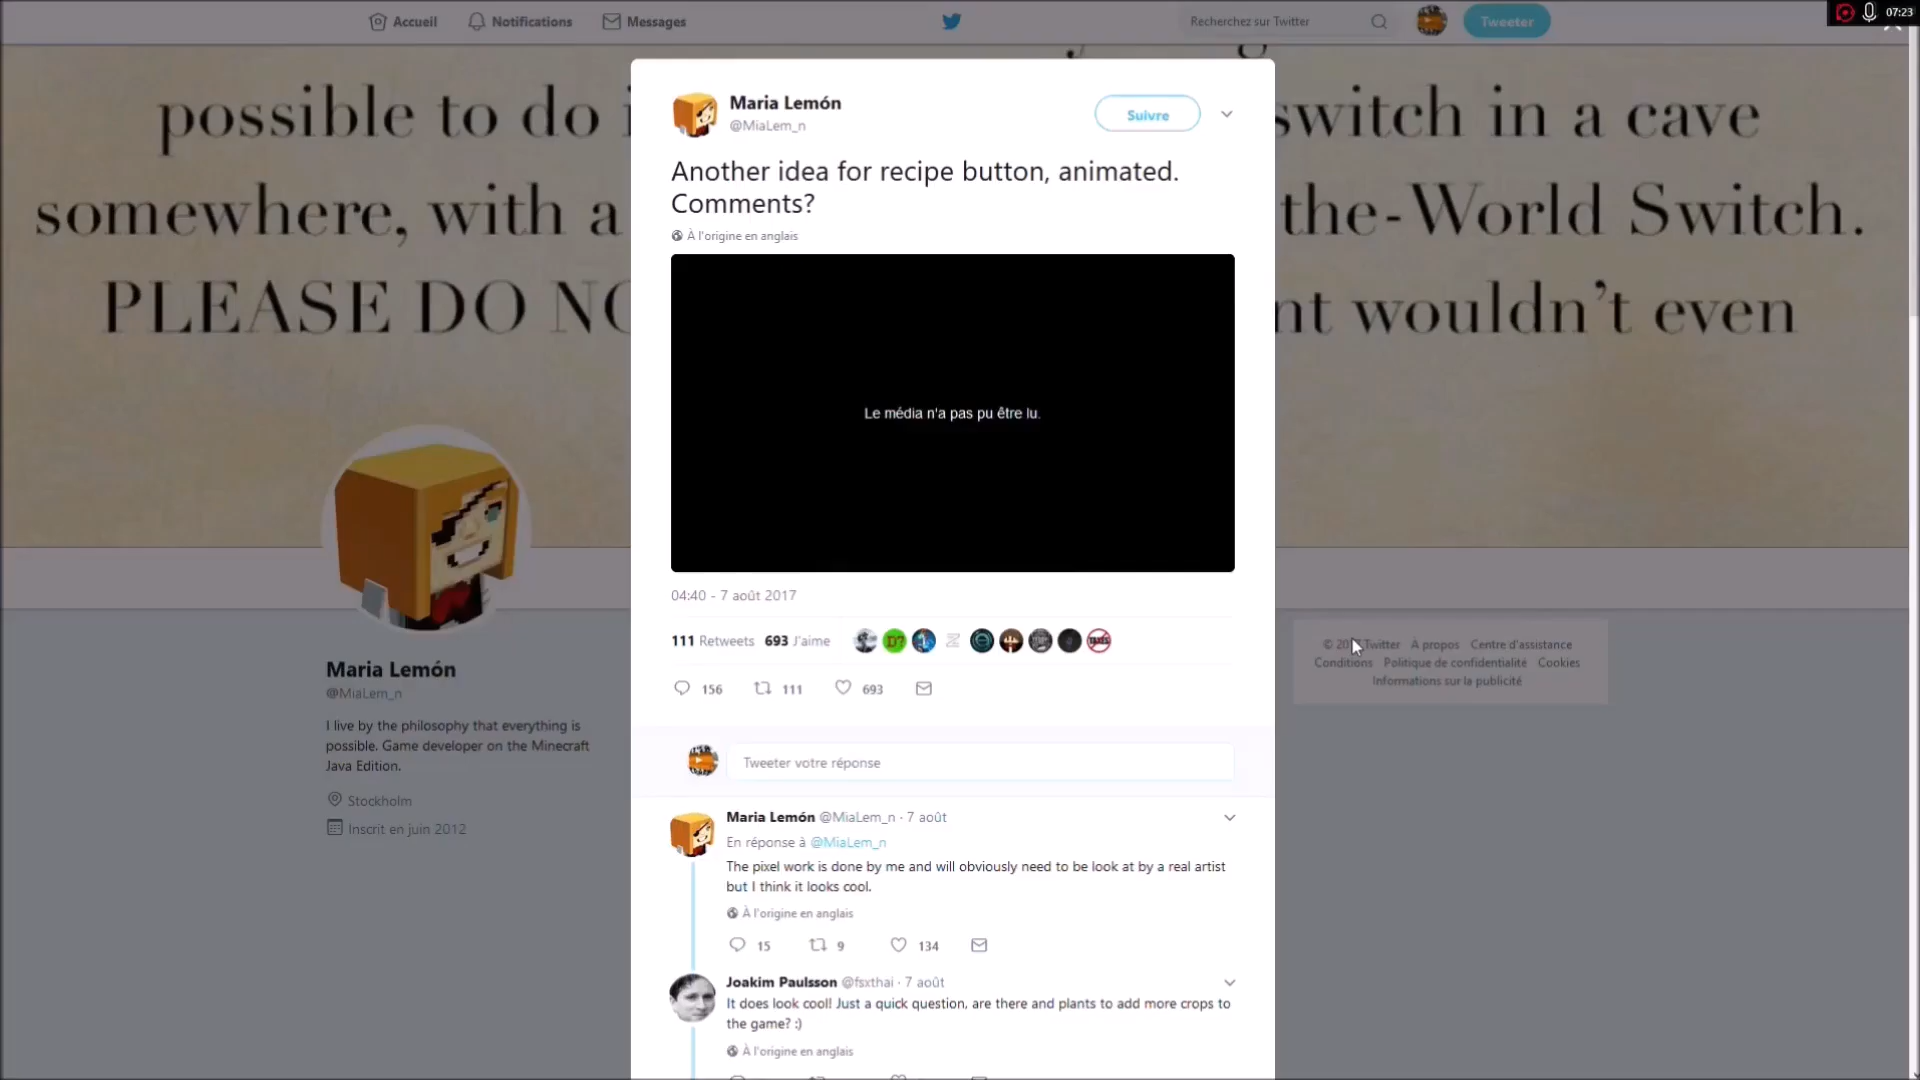 Accueil
Notifications
Messages
Recherchez sur Twitter
Tweeter
07:23
possible to do
switch in a cave
somewhere, with a
the-World Switch.
PLEASE DO
wouldn't even
Maria Lemón
@MiaLem_n
Suivre
Another idea for recipe button, animated.
Comments?
À l'origine en anglais
Le média n'a pas pu être lu.
04:40 - 7 août 2017
111 Retweets 693 J'aime
156 111 693
Tweeter votre réponse
Maria Lemón @MiaLem_n · 7 août
En réponse à @MiaLem_n
The pixel work is done by me and will obviously need to be look at by a real artist
but I think it looks cool.
À l'origine en anglais
15 9 134
Joakim Paulsson @fsxthai · 7 août
It does look cool! Just a quick question, are there and plants to add more crops to
the game? :)
À l'origine en anglais
Maria Lemón
@MiaLem_n
I live by the philosophy that everything is
possible. Game developer on the Minecraft
Java Edition.
Stockholm
Inscrit en juin 2012
© Twitter À propos Centre d'assistance
Conditions Politique de confidentialité Cookies
Informations sur la publicité